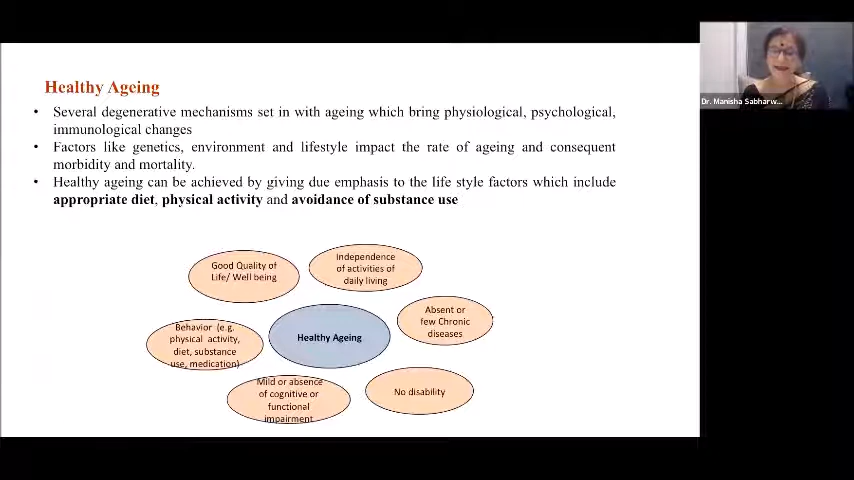 Healthy Ageing
• Several degenerative mechanisms set in with ageing which bring physiological, psychological,
immunological changes
• Factors like genetics, environment and lifestyle impact the rate of ageing and consequent
morbidity and mortality.
• Healthy ageing can be achieved by giving due emphasis to the life style factors which include
appropriate diet, physical activity and avoidance of substance use
Good Quality of
Life/ Well being
Independence
of activities of
daily living
Absent or
few Chronic
diseases
Behavior (e.g.
physical activity,
diet, substance
use, medication)
Healthy Ageing
No disability
Mild or absence
of cognitive or
functional
impairment
Dr. Manisha Sabharw...